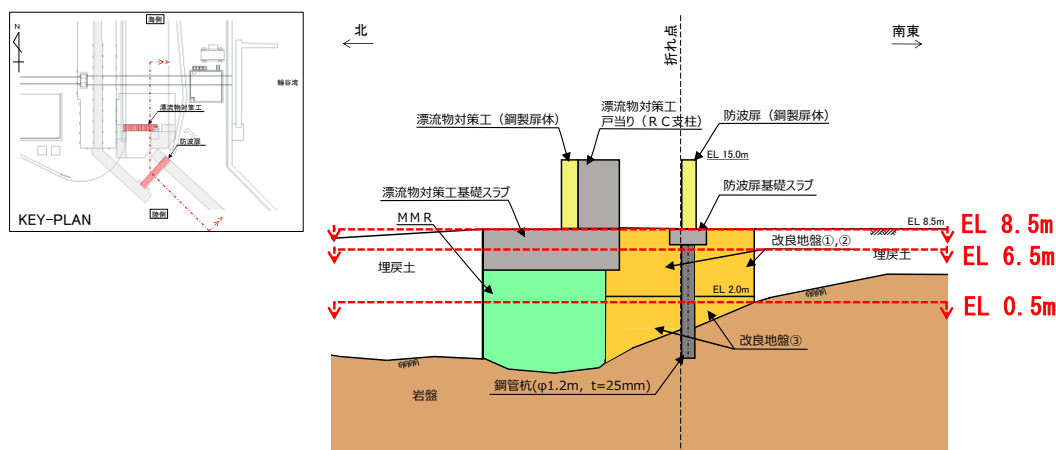 N
海側
輪谷湾
漂流物対策工
防波扉
陸側
KEY-PLAN
北
折れ点
南東
漂流物対策工（鋼製扉体）
漂流物対策工
戸当り（ＲＣ支柱）
防波扉（鋼製扉体）
EL 15.0m
漂流物対策工基礎スラブ
防波扉基礎スラブ
ＭＭＲ
EL 8.5m
EL 8.5m
改良地盤①,②
EL 6.5m
埋戻土
埋戻土
EL 2.0m
EL 0.5m
改良地盤③
鋼管杭(φ1.2m, t=25mm)
岩盤